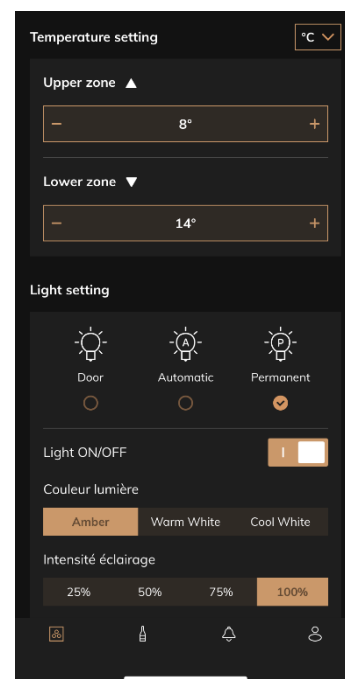 Temperature setting
°C
Upper zone
− 8° +
Lower zone
− 14° +
Light setting
A
P
Door Automatic Permanent
Light ON/OFF
I
Couleur lumière
Amber Warm White Cool White
Intensité éclairage
25% 50% 75% 100%